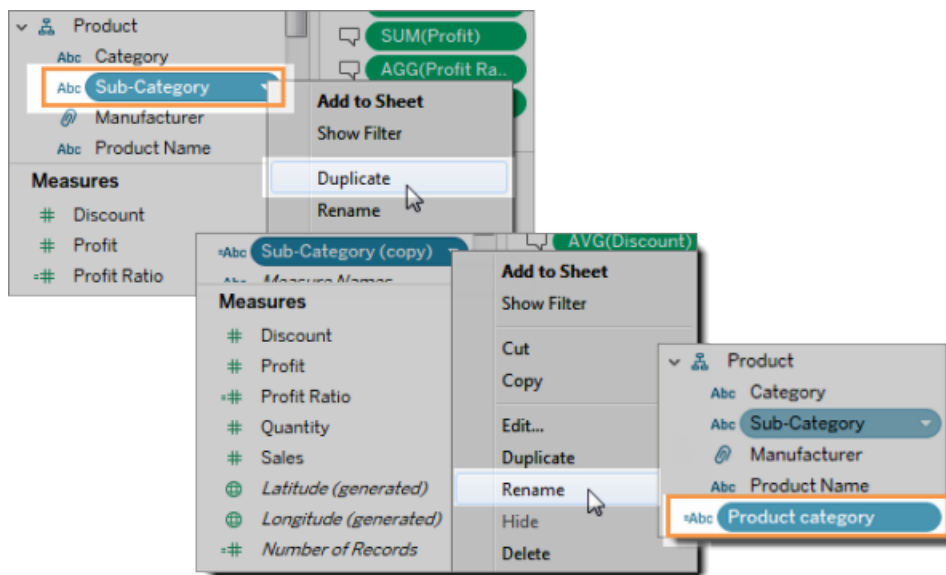 Product
Abc Category
Abc Sub-Category
Manufacturer
Abc Product Name
Measures
# Discount
# Profit
=# Profit Ratio
SUM(Profit)
AGG(Profit Ra..
Add to Sheet
Show Filter
Duplicate
Rename
=Abc Sub-Category (copy)
Abc Measure Names
Measures
# Discount
# Profit
=# Profit Ratio
# Quantity
# Sales
Latitude (generated)
Longitude (generated)
=# Number of Records
AVG(Discount)
Add to Sheet
Show Filter
Cut
Copy
Edit...
Duplicate
Rename
Hide
Delete
Product
Abc Category
Abc Sub-Category
Manufacturer
Abc Product Name
=Abc Product category